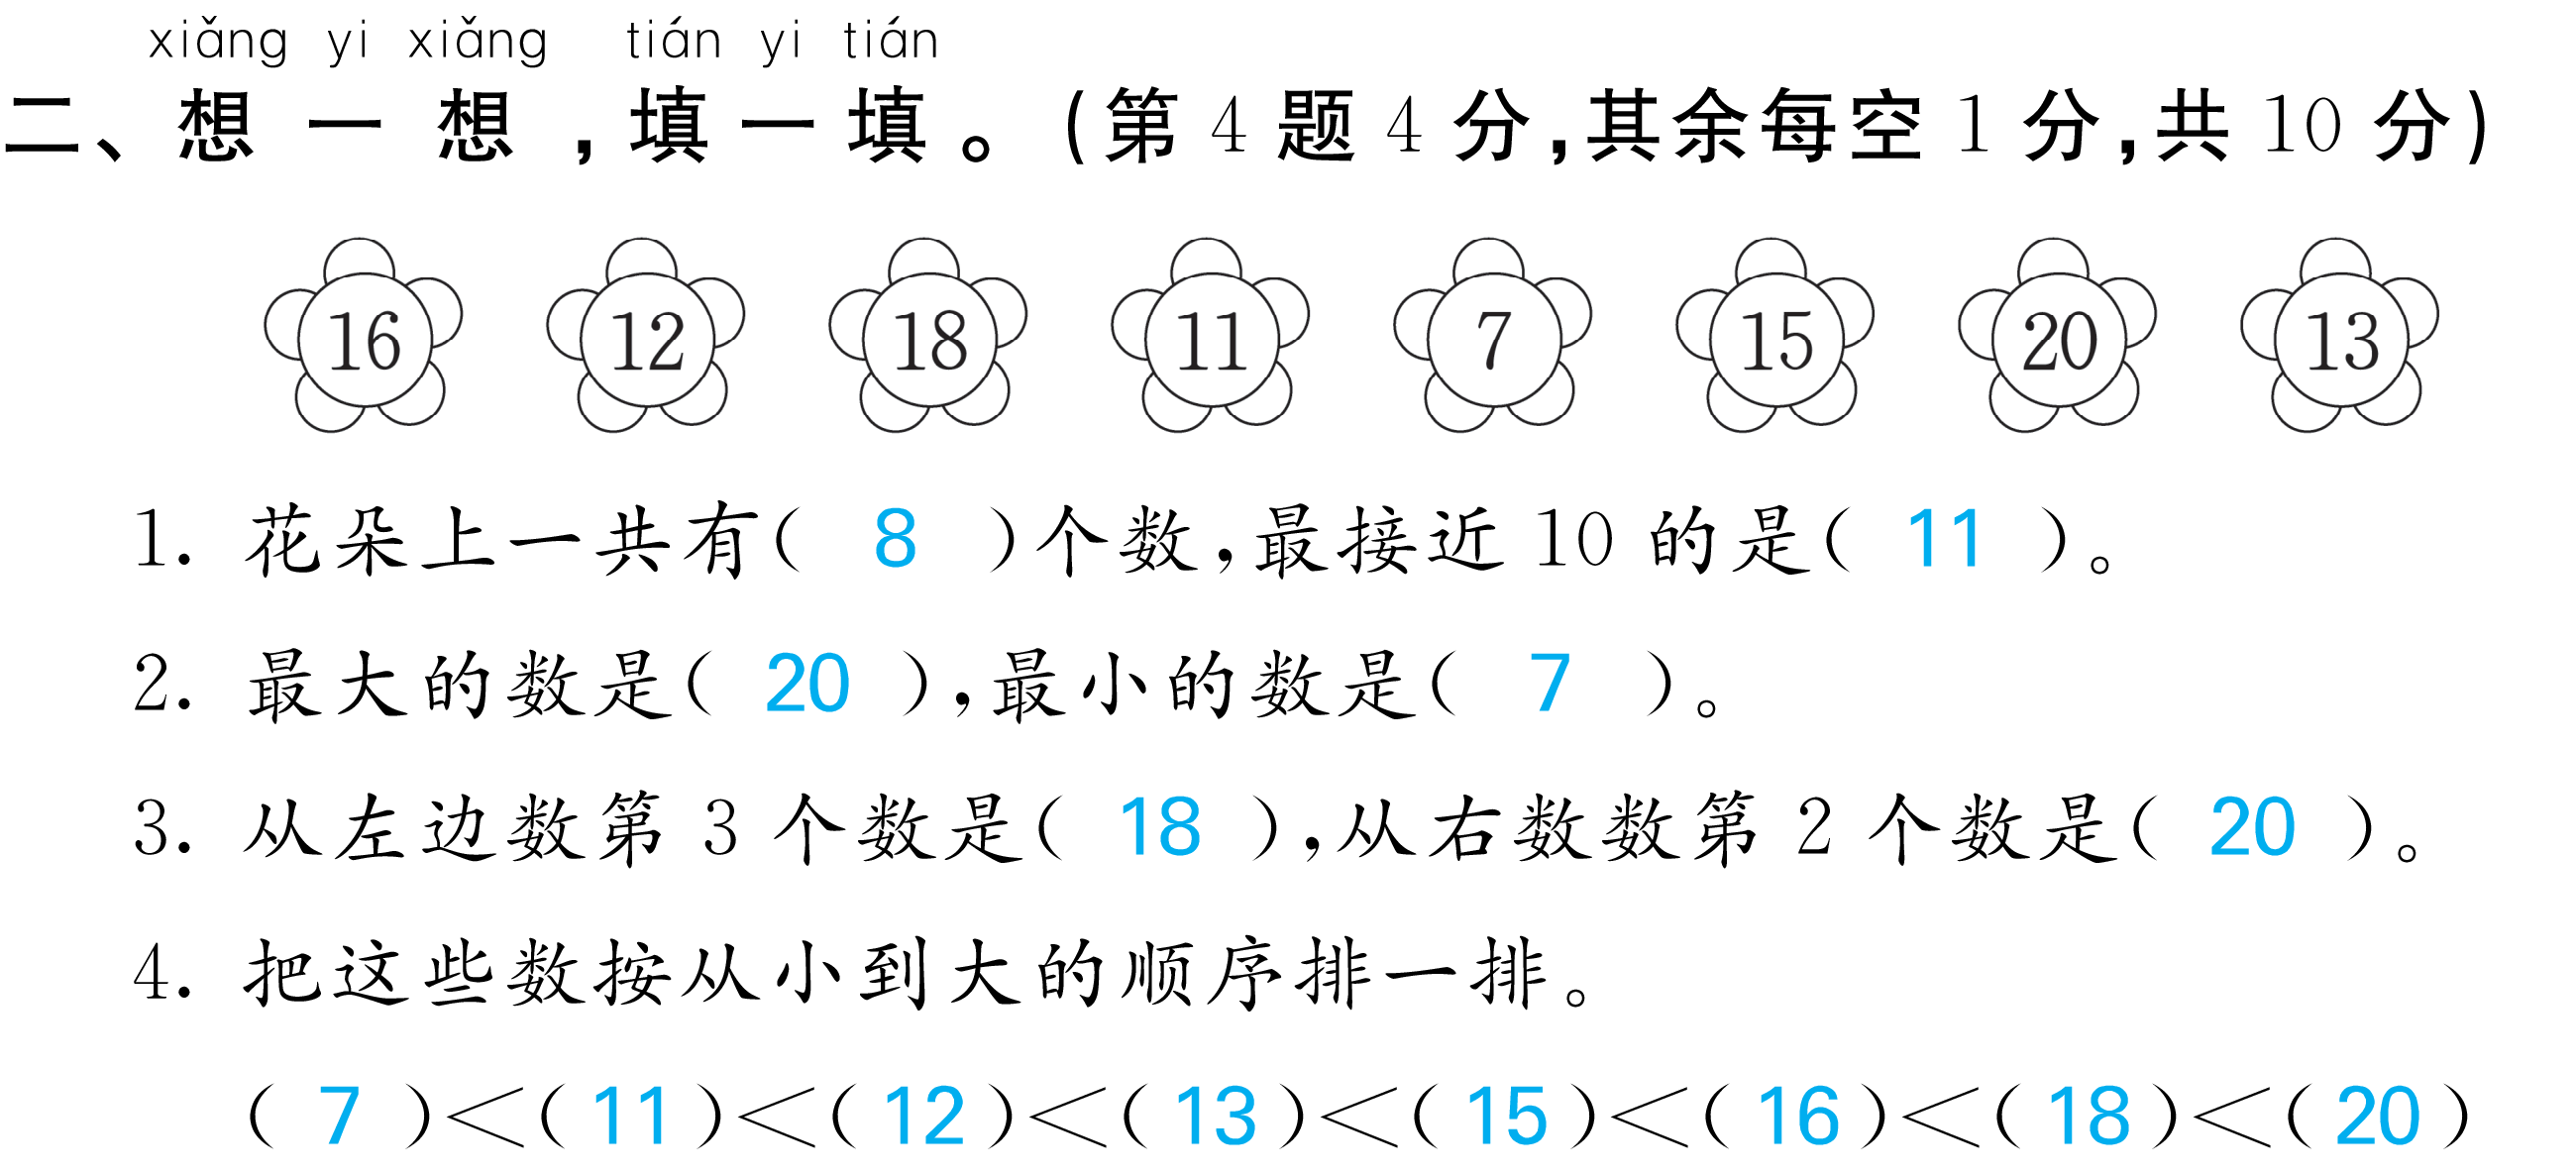 xiǎng yi xiǎng tián yi tián
二、想一想,填一填。(第4题4分,其余每空1分,共10分)
16 12 18 11 7 15 20 13
1. 花朵上一共有( 8 )个数,最接近10的是( 11 )。
2. 最大的数是( 20 ),最小的数是( 7 )。
3. 从左边数第3个数是( 18 ),从右数数第2个数是( 20 )。
4. 把这些数按从小到大的顺序排一排。
( 7 )<( 11 )<( 12 )<( 13 )<( 15 )<( 16 )<( 18 )<( 20 )